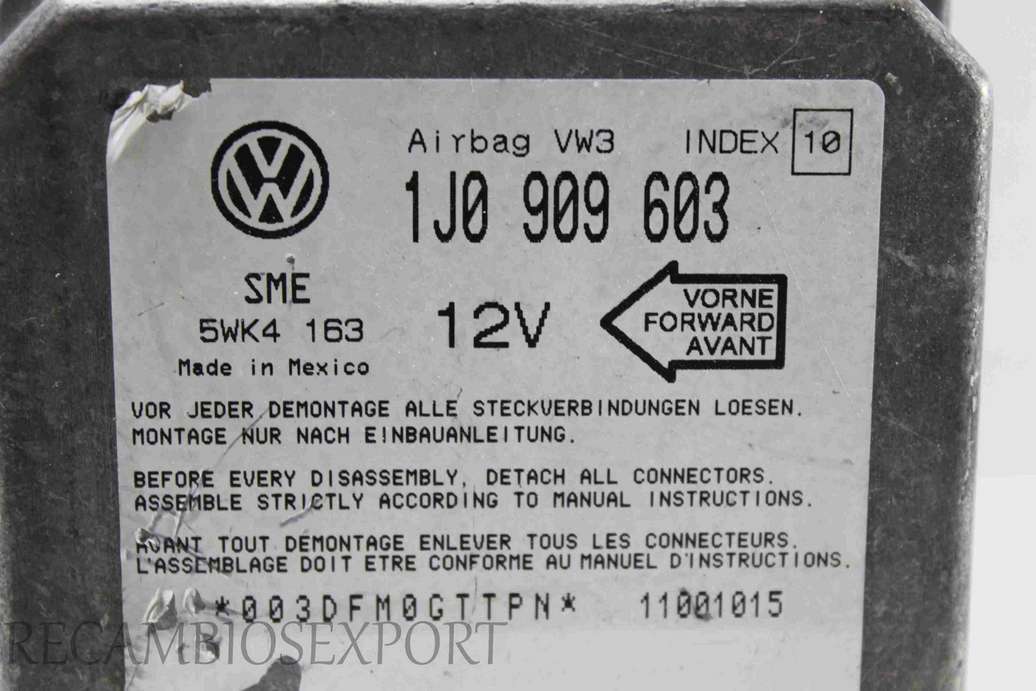 Airbag VW3 INDEX 10
1J0 909 603
SME
5WK4 163
Made in Mexico
12V
VORNE
FORWARD
AVANT
VOR JEDER DEMONTAGE ALLE STECKVERBINDUNGEN LOESEN.
MONTAGE NUR NACH EINBAUANLEITUNG.
BEFORE EVERY DISASSEMBLY, DETACH ALL CONNECTORS.
ASSEMBLE STRICTLY ACCORDING TO MANUAL INSTRUCTIONS.
AVANT TOUT DEMONTAGE ENLEVER TOUS LES CONNECTEURS.
L'ASSEMBLAGE DOIT ETRE CONFORME AU MANUEL D'INSTRUCTIONS.
*003DFM0GTTPN* 11001015
RECAMBIOSEXPORT